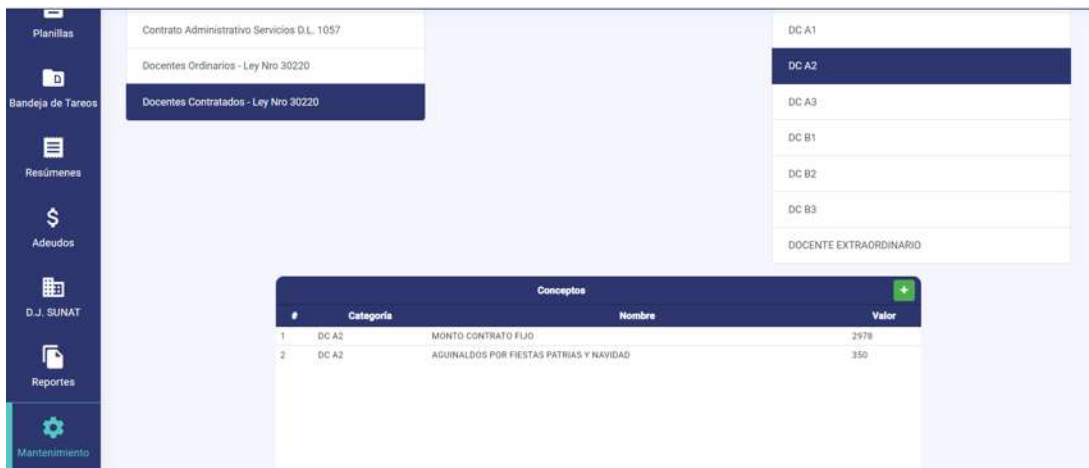 Planillas
Bandeja de Tareos
Resúmenes
Adeudos
D.J. SUNAT
Reportes
Mantenimiento
Contrato Administrativo Servicios D.L. 1057
Docentes Ordinarios - Ley Nro 30220
Docentes Contratados - Ley Nro 30220
DC A1
DC A2
DC A3
DC B1
DC B2
DC B3
DOCENTE EXTRAORDINARIO
Conceptos
+
# Categoría Nombre Valor
1 DC A2 MONTO CONTRATO FIJO 2978
2 DC A2 AGUINALDOS POR FIESTAS PATRIAS Y NAVIDAD 350